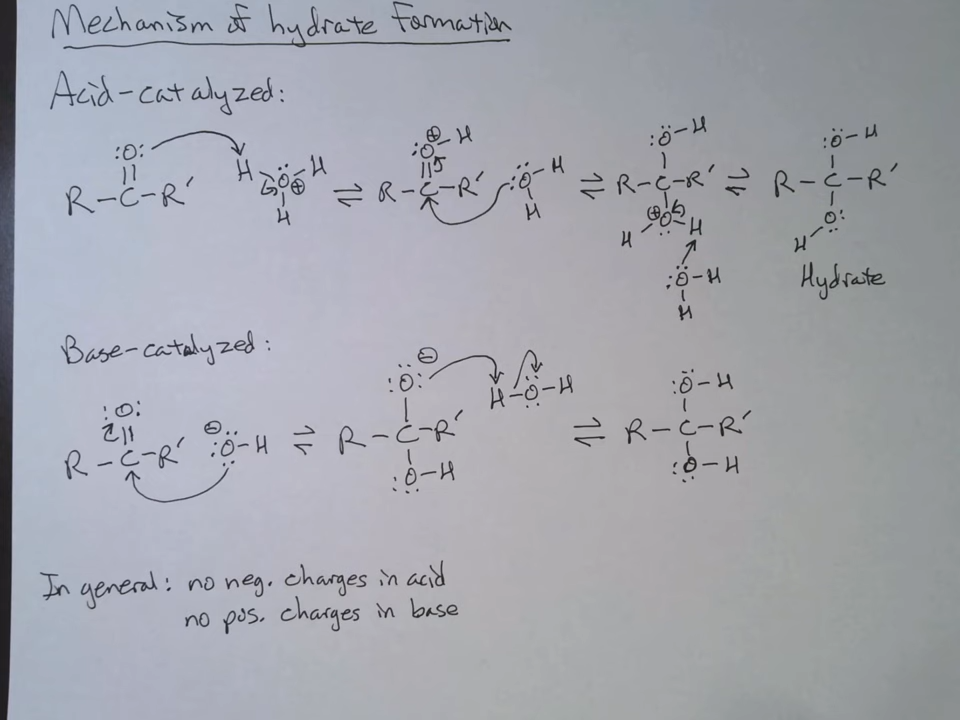 Mechanism of hydrate formation
Acid-catalyzed:
:Ö: H Ö H ⊕ H
R-C-R' ⇌
⊕ :O-H
R-C-R' :Ö-H H ⇌
:Ö-H
R-C-R' ⇌
⊕ O H H
:Ö-H
H
:Ö-H
R-C-R'
H O:
Hydrate
Base-catalyzed:
:O:
R-C-R' ⊖ :Ö-H ⇌
:O: ⊖
R-C-R' H-O-H
:O-H
⇌
:Ö-H
R-C-R'
:O-H
In general: no neg. charges in acid
no pos. charges in base